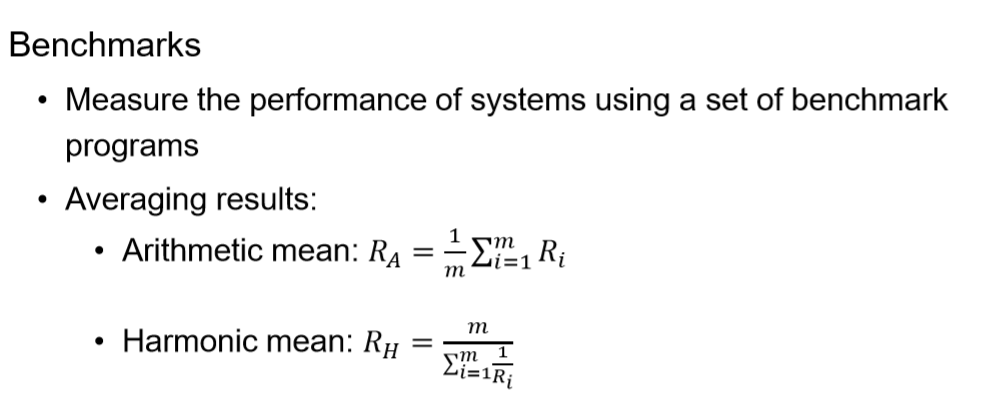 Benchmarks
• Measure the performance of systems using a set of benchmark
programs
• Averaging results:
• Arithmetic mean: R_A = \frac{1}{m} \sum_{i=1}^{m} R_i
• Harmonic mean: R_H = \frac{m}{\sum_{i=1}^{m} \frac{1}{R_i}}